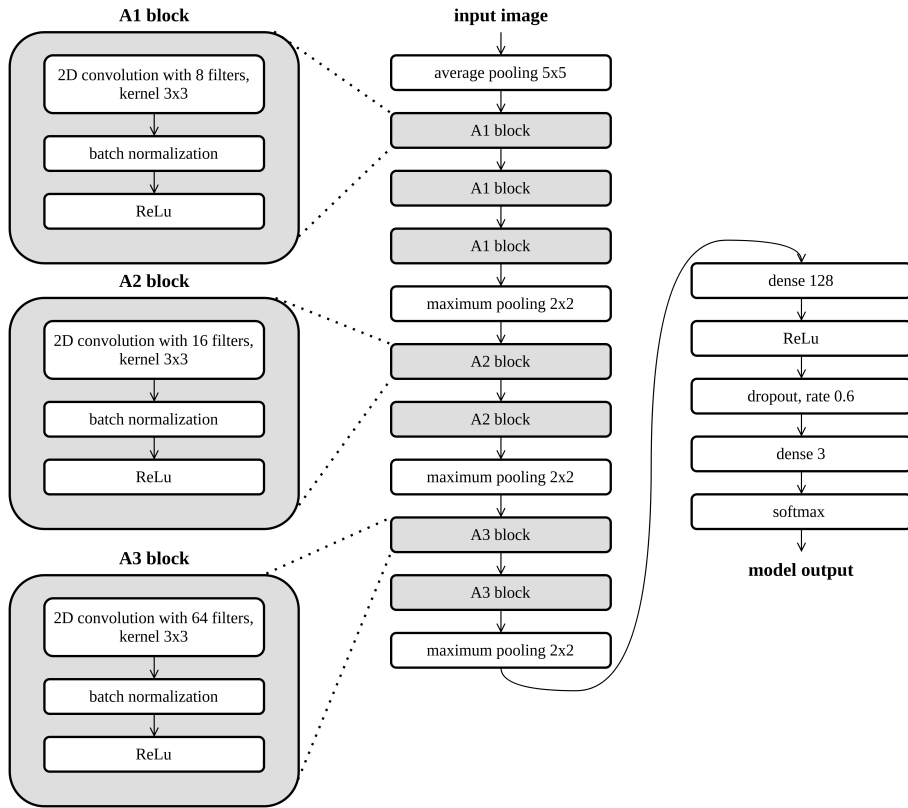 A1 block
2D convolution with 8 filters,
kernel 3x3
batch normalization
ReLu
A2 block
2D convolution with 16 filters,
kernel 3x3
batch normalization
ReLu
A3 block
2D convolution with 64 filters,
kernel 3x3
batch normalization
ReLu
input image
average pooling 5x5
A1 block
A1 block
A1 block
maximum pooling 2x2
A2 block
A2 block
maximum pooling 2x2
A3 block
A3 block
maximum pooling 2x2
dense 128
ReLu
dropout, rate 0.6
dense 3
softmax
model output